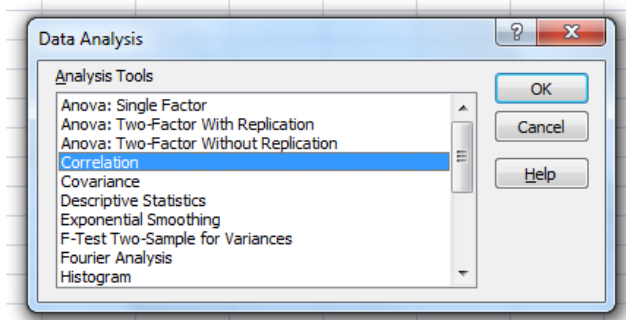 Data Analysis
?
X
Analysis Tools
Anova: Single Factor
Anova: Two-Factor With Replication
Anova: Two-Factor Without Replication
Correlation
Covariance
Descriptive Statistics
Exponential Smoothing
F-Test Two-Sample for Variances
Fourier Analysis
Histogram
OK
Cancel
Help